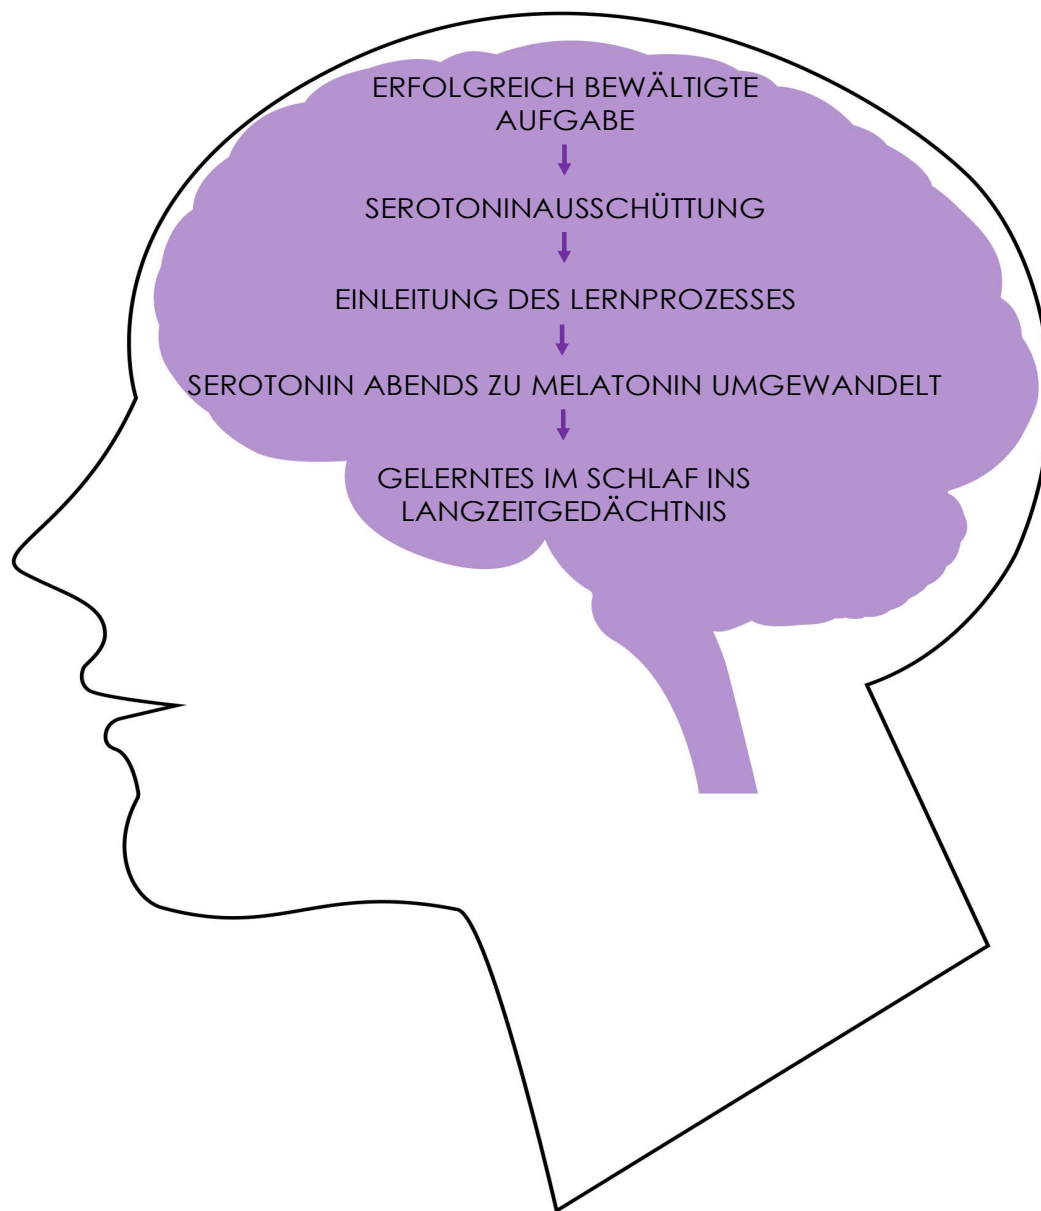 ERFOLGREICH BEWÄLTIGTE
AUFGABE
SEROTONINAUSSCHÜTTUNG
EINLEITUNG DES LERNPROZESSES
SEROTONIN ABENDS ZU MELATONIN UMGEWANDELT
GELERNTES IM SCHLAF INS
LANGZEITGEDÄCHTNIS